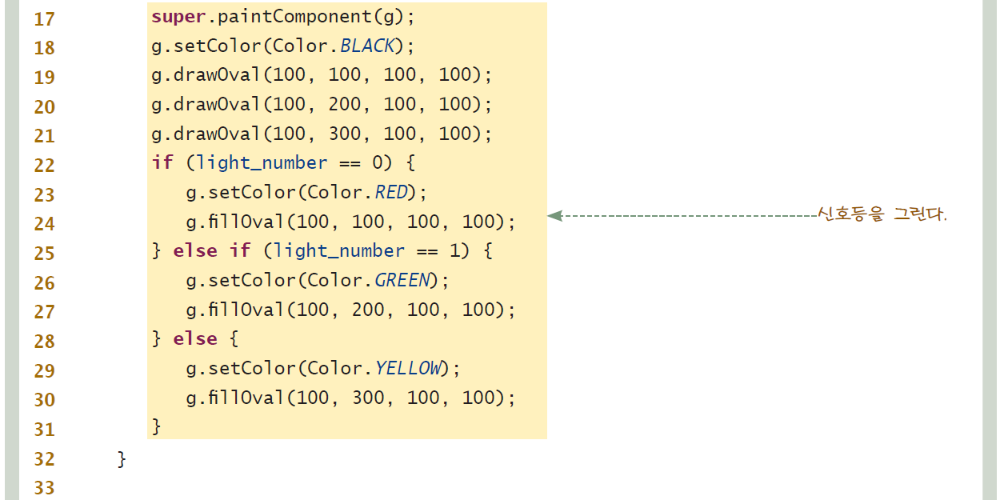 17 super.paintComponent(g);
18 g.setColor(Color.BLACK);
19 g.drawOval(100, 100, 100, 100);
20 g.drawOval(100, 200, 100, 100);
21 g.drawOval(100, 300, 100, 100);
22 if (light_number == 0) {
23 g.setColor(Color.RED);
24 g.fillOval(100, 100, 100, 100); 신호등을 그린다.
25 } else if (light_number == 1) {
26 g.setColor(Color.GREEN);
27 g.fillOval(100, 200, 100, 100);
28 } else {
29 g.setColor(Color.YELLOW);
30 g.fillOval(100, 300, 100, 100);
31 }
32 }
33